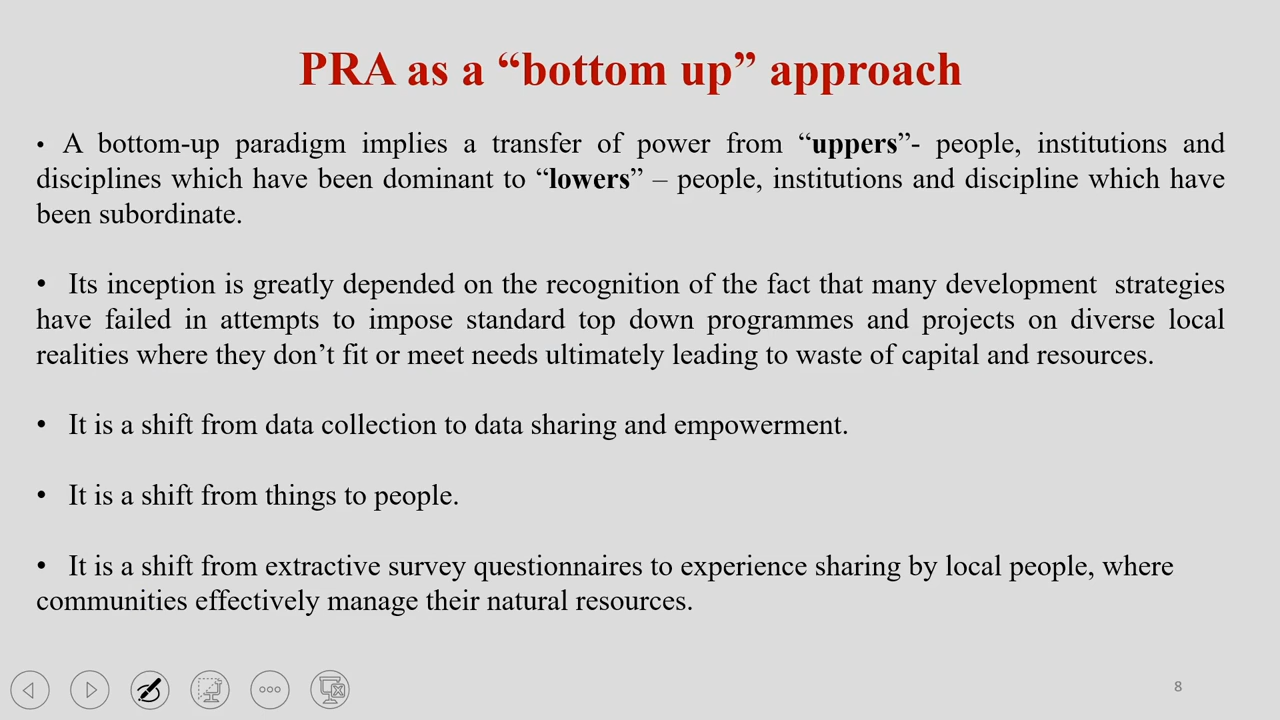 PRA as a “bottom up” approach
• A bottom-up paradigm implies a transfer of power from “uppers”- people, institutions and
disciplines which have been dominant to “lowers” – people, institutions and discipline which have
been subordinate.
• Its inception is greatly depended on the recognition of the fact that many development strategies
have failed in attempts to impose standard top down programmes and projects on diverse local
realities where they don’t fit or meet needs ultimately leading to waste of capital and resources.
• It is a shift from data collection to data sharing and empowerment.
• It is a shift from things to people.
• It is a shift from extractive survey questionnaires to experience sharing by local people, where
communities effectively manage their natural resources.
8